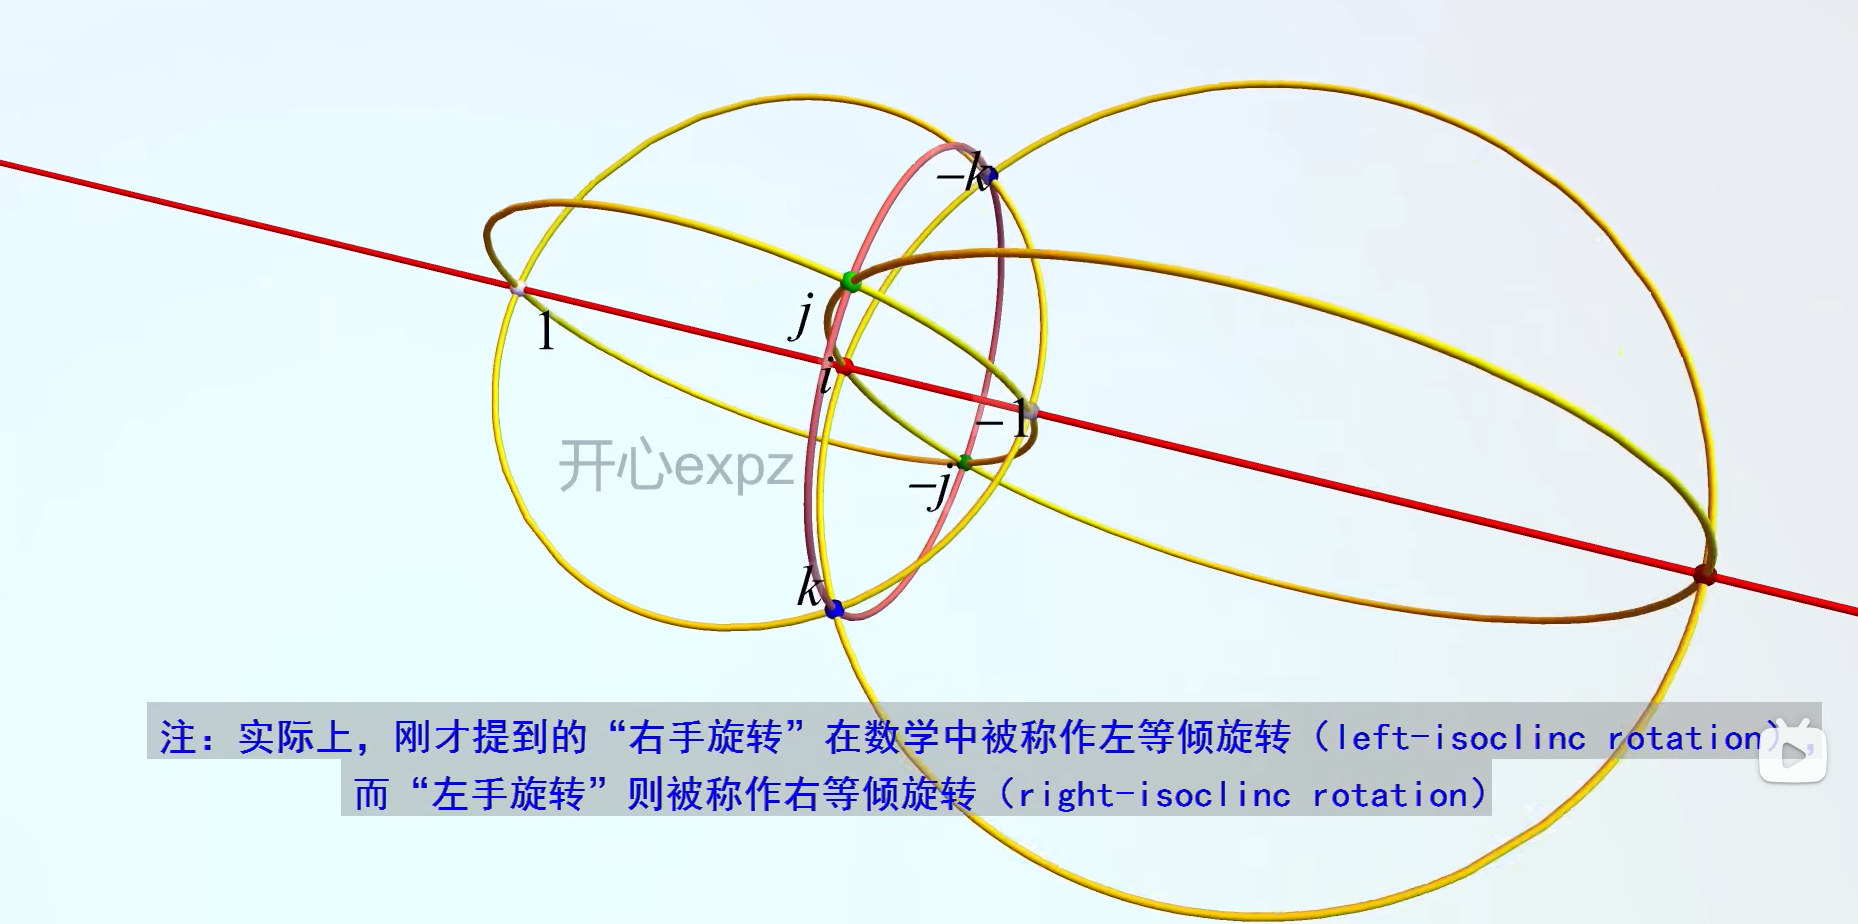 −k
j
1
i
−1
开心expz
−j
k
注：实际上，刚才提到的“右手旋转”在数学中被称作左等倾旋转（left-isoclinc rotation），
而“左手旋转”则被称作右等倾旋转（right-isoclinc rotation）